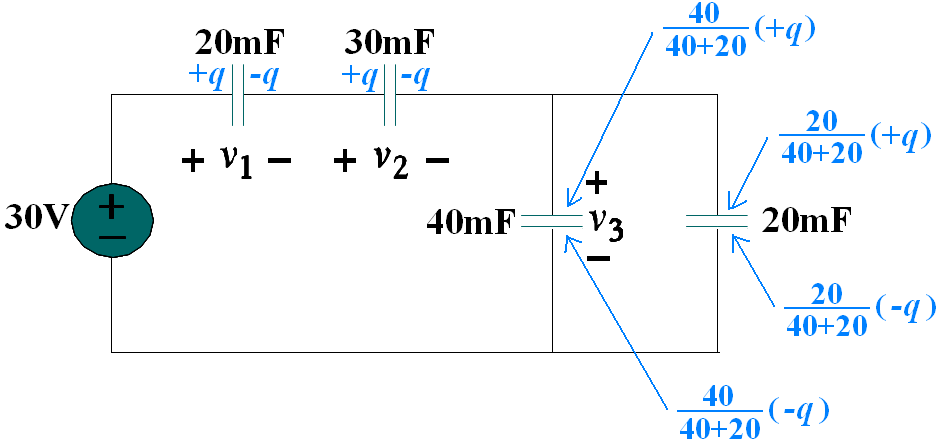 20mF 30mF
+q -q +q -q
+ v1 − + v2 −
30V
+
−
40mF
+
v3
−
20mF
40/40+20 (+q)
20/40+20 (+q)
20/40+20 (-q)
40/40+20 (-q)